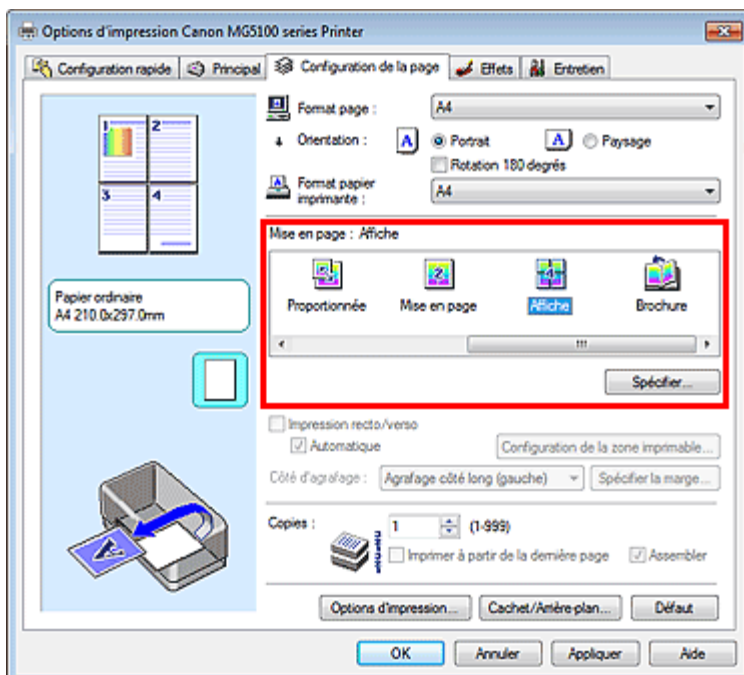 Options d'impression Canon MG5100 series Printer
Configuration rapide Principal Configuration de la page Effets Entretien
1 2
3 4
Papier ordinaire
A4 210.0x297.0mm
Format page : A4
Orientation : A Portrait A Paysage
Rotation 180 degrés
Format papier
imprimante : A4
Mise en page : Affiche
Proportionnée Mise en page Affiche Brochure
Spécifier...
Impression recto/verso
Automatique Configuration de la zone imprimable...
Côté d'agrafage : Agrafage côté long (gauche) Spécifier la marge...
Copies : 1 (1-999)
Imprimer à partir de la dernière page Assembler
Options d'impression... Cachet/Arrière-plan... Défaut
OK Annuler Appliquer Aide